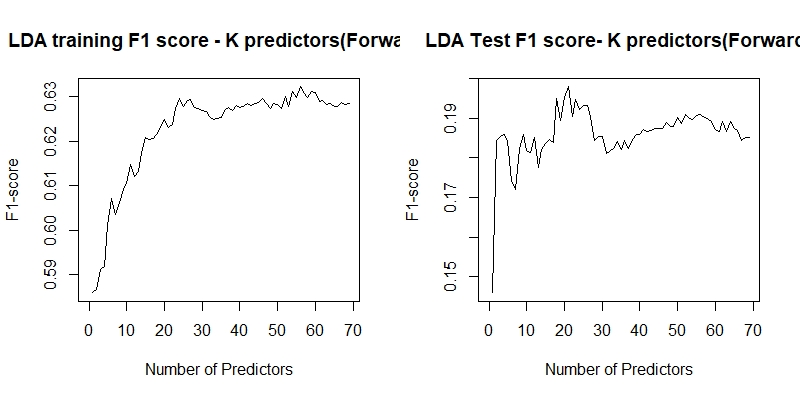 LDA training F1 score - K predictors(Forwa
F1-score
0.63
0.62
0.61
0.60
0.59
0 10 20 30 40 50 60 70
Number of Predictors
LDA Test F1 score- K predictors(Forward
F1-score
0.19
0.17
0.15
0 10 20 30 40 50 60 70
Number of Predictors